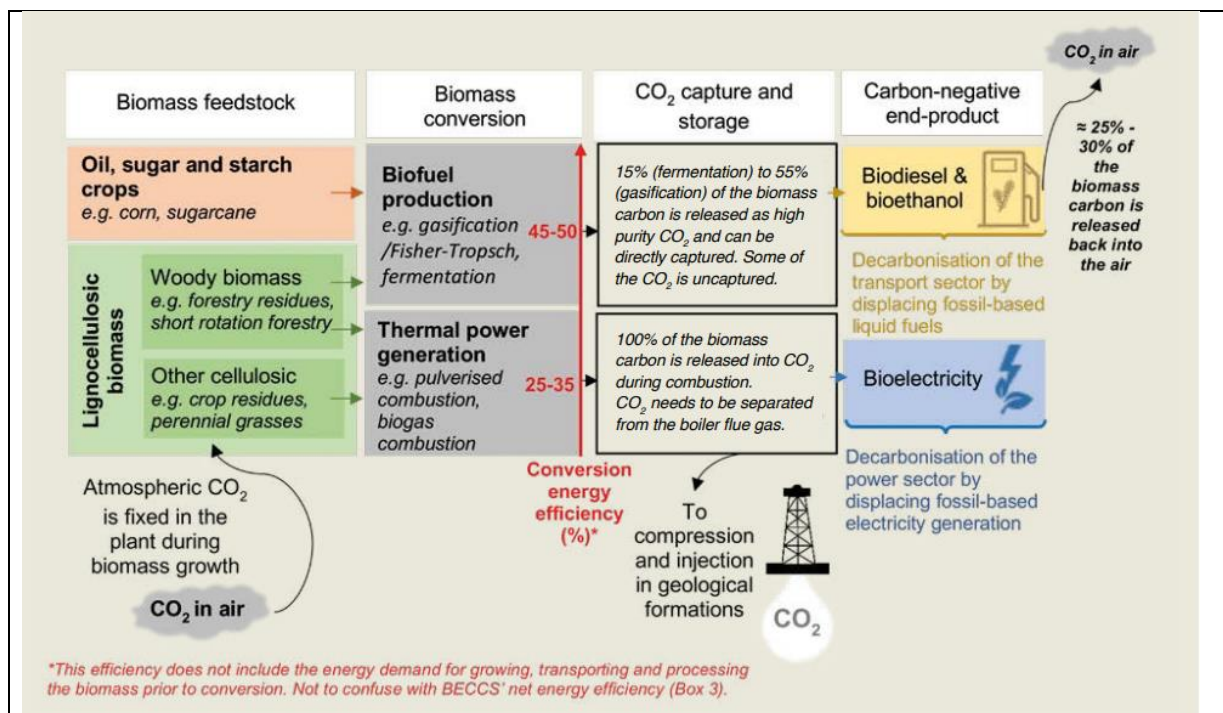 CO₂ in air
Biomass feedstock
Biomass
conversion
CO₂ capture and
storage
Carbon-negative
end-product
Oil, sugar and starch
crops
e.g. corn, sugarcane
Lignocellulosic
biomass
Woody biomass
e.g. forestry residues,
short rotation forestry
Other cellulosic
e.g. crop residues,
perennial grasses
Biofuel
production
e.g. gasification
/Fisher-Tropsch,
fermentation
45-50
Thermal power
generation
e.g. pulverised
combustion,
biogas
combustion
25-35
Conversion
energy
efficiency
(%)*
15% (fermentation) to 55%
(gasification) of the biomass
carbon is released as high
purity CO₂ and can be
directly captured. Some of
the CO₂ is uncaptured.
100% of the biomass
carbon is released into CO₂
during combustion.
CO₂ needs to be separated
from the boiler flue gas.
Biodiesel &
bioethanol
Decarbonisation of the
transport sector by
displacing fossil-based
liquid fuels
Bioelectricity
Decarbonisation of the
power sector by
displacing fossil-based
electricity generation
≈ 25% -
30% of
the
biomass
carbon is
released
back into
the air
Atmospheric CO₂
is fixed in the
plant during
biomass growth
CO₂ in air
To
compression
and injection
in geological
formations
CO₂
*This efficiency does not include the energy demand for growing, transporting and processing
the biomass prior to conversion. Not to confuse with BECCS' net energy efficiency (Box 3).